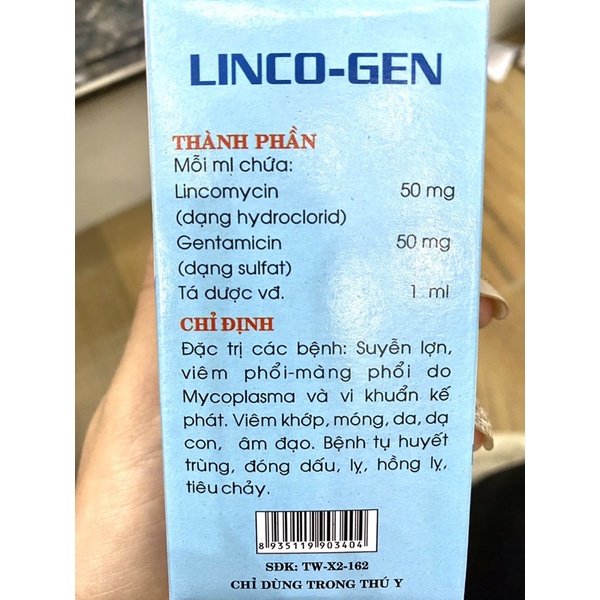 LINCO-GEN
THÀNH PHẦN
Mỗi ml chứa:
Lincomycin 50 mg
(dạng hydroclorid)
Gentamicin 50 mg
(dạng sulfat)
Tá dược vđ. 1 ml
CHỈ ĐỊNH
Đặc trị các bệnh: Suyễn lợn,
viêm phổi-màng phổi do
Mycoplasma và vi khuẩn kế
phát. Viêm khớp, móng, da, dạ
con, âm đạo. Bệnh tụ huyết
trùng, đóng dấu, lỵ, hồng lỵ,
tiêu chảy.
8 935119 903404
SĐK: TW-X2-162
CHỈ DÙNG TRONG THÚ Y